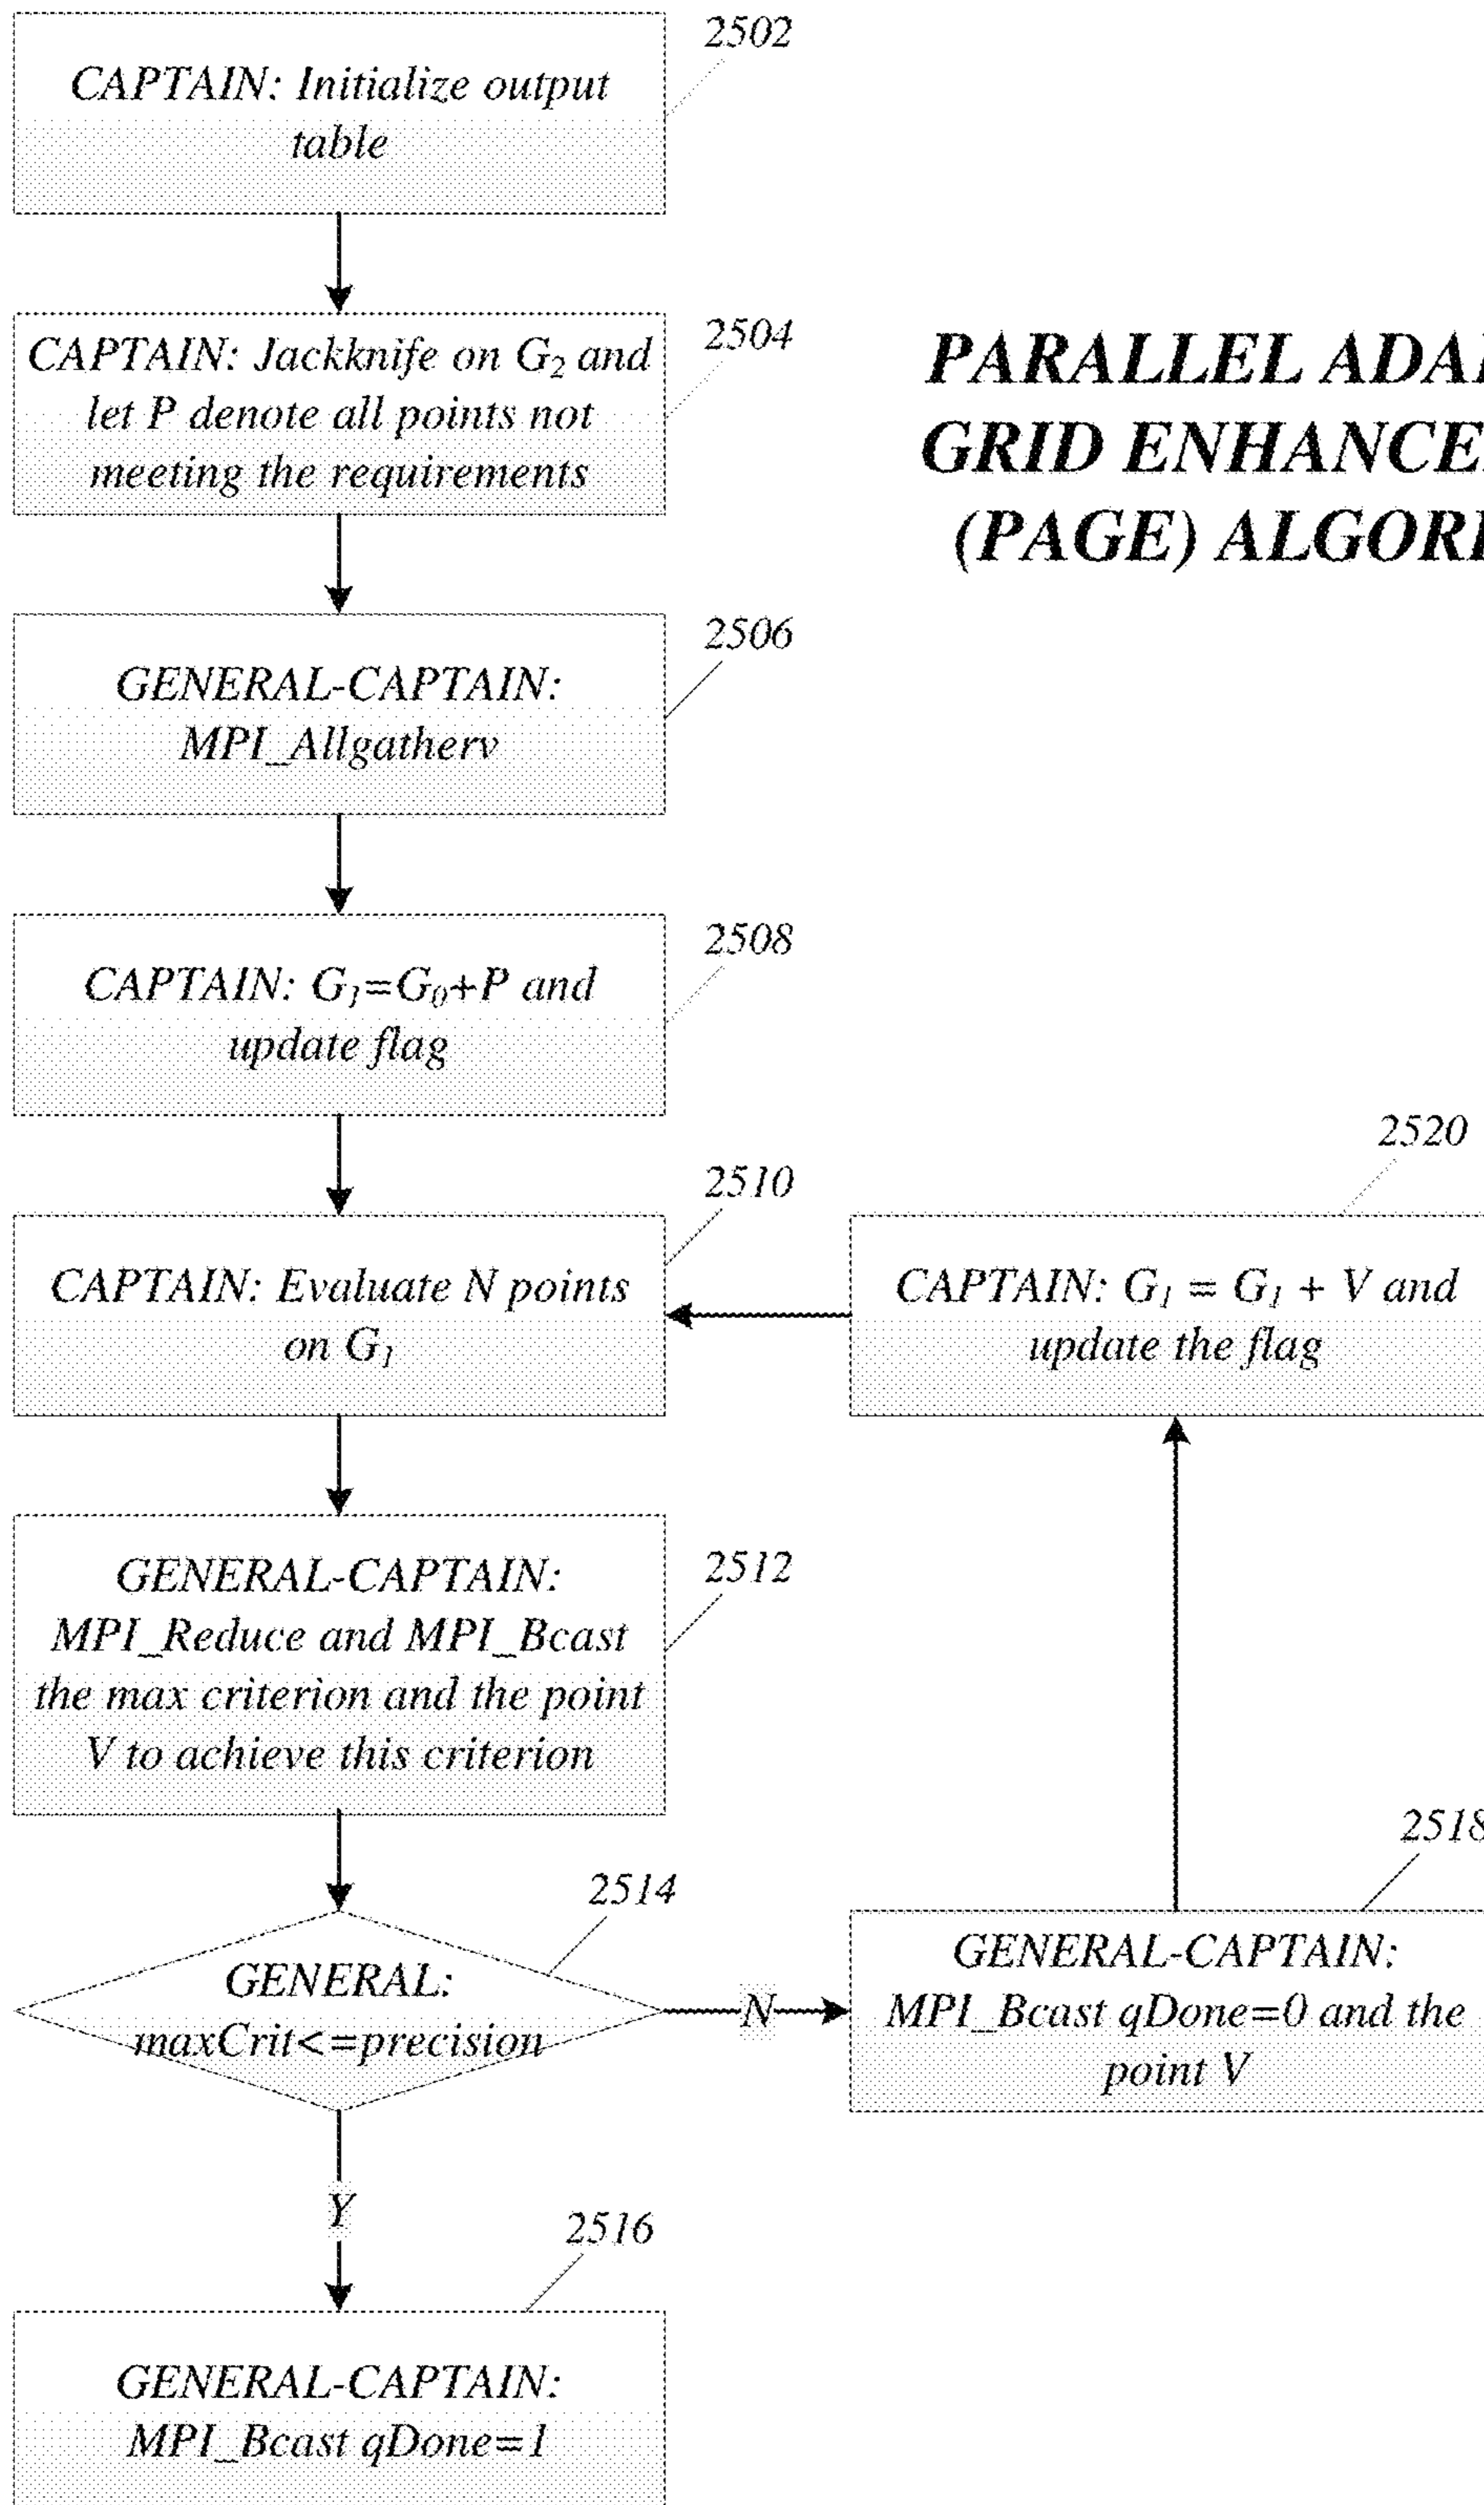 2502
CAPTAIN: Initialize output
table
2504
CAPTAIN: Jackknife on G₂ and
let P denote all points not
meeting the requirements
PARALLEL
GRID
(PAGE)
2506
GENERAL-CAPTAIN:
MPI_Allgatherv
2508
CAPTAIN: G₁=G₀+P and
update flag
2510
CAPTAIN: Evaluate N points
on G₁
2520
CAPTAIN: G₁ = G₁ + V and
update the flag
2512
GENERAL-CAPTAIN:
MPI_Reduce and MPI_Bcast
the max criterion and the point
V to achieve this criterion
2514
GENERAL:
maxCrit<=precision
N
2518
GENERAL-CAPTAIN:
MPI_Bcast qDone=0 and the
point V
Y
2516
GENERAL-CAPTAIN:
MPI_Bcast qDone=1